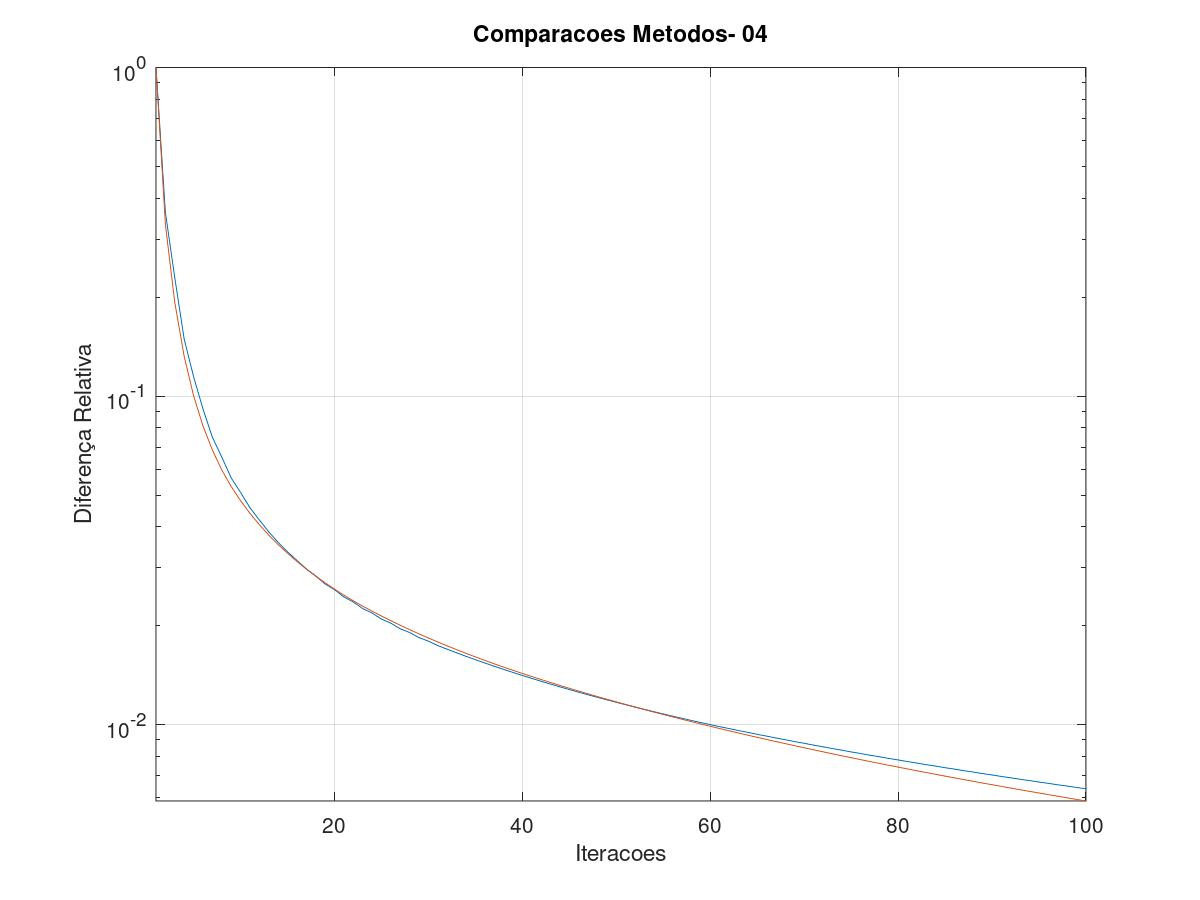 Comparacoes Metodos- 04
10^0
10^-1
10^-2
Diferença Relativa
20 40 60 80 100
Iteracoes